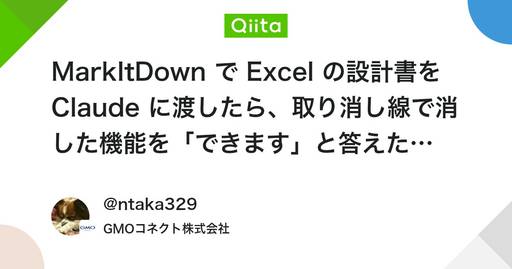 Qiita
MarkItDown で Excel の設計書を
Claude に渡したら、取り消し線で消
した機能を「できます」と答えた…
@ntaka329
GMOコネクト株式会社